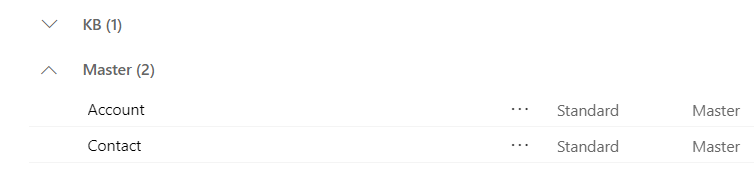 KB (1)
Master (2)
Account ... Standard Master
Contact ... Standard Master